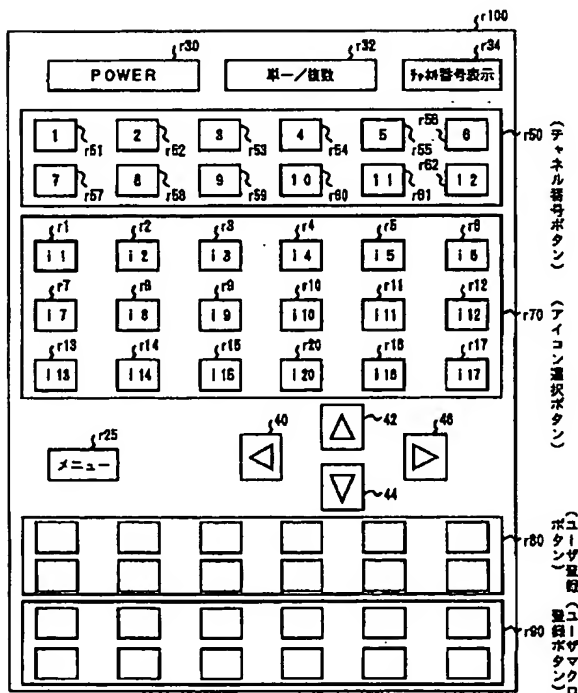 r100
r30 r32 r34
POWER 単一/複数 チャネル番号表示
1 2 3 4 5 6
r51 r52 r53 r54 r55 r56
7 8 9 10 11 12
r57 r58 r59 r60 r61 r62
r50
(チャネル番号ボタン)
r1 r2 r3 r4 r5 r6
i1 i2 i3 i4 i5 i6
r7 r8 r9 r10 r11 r12
i7 i8 i9 i10 i11 i12
r13 r14 r15 r20 r16 r17
i13 i14 i15 i20 i16 i17
r70
(アイコン選択ボタン)
r25
メニュー
40 42 46
44
r80
(ユーザ登録
ボタン)
r90
(ユーザマクロ
登録ボタン)